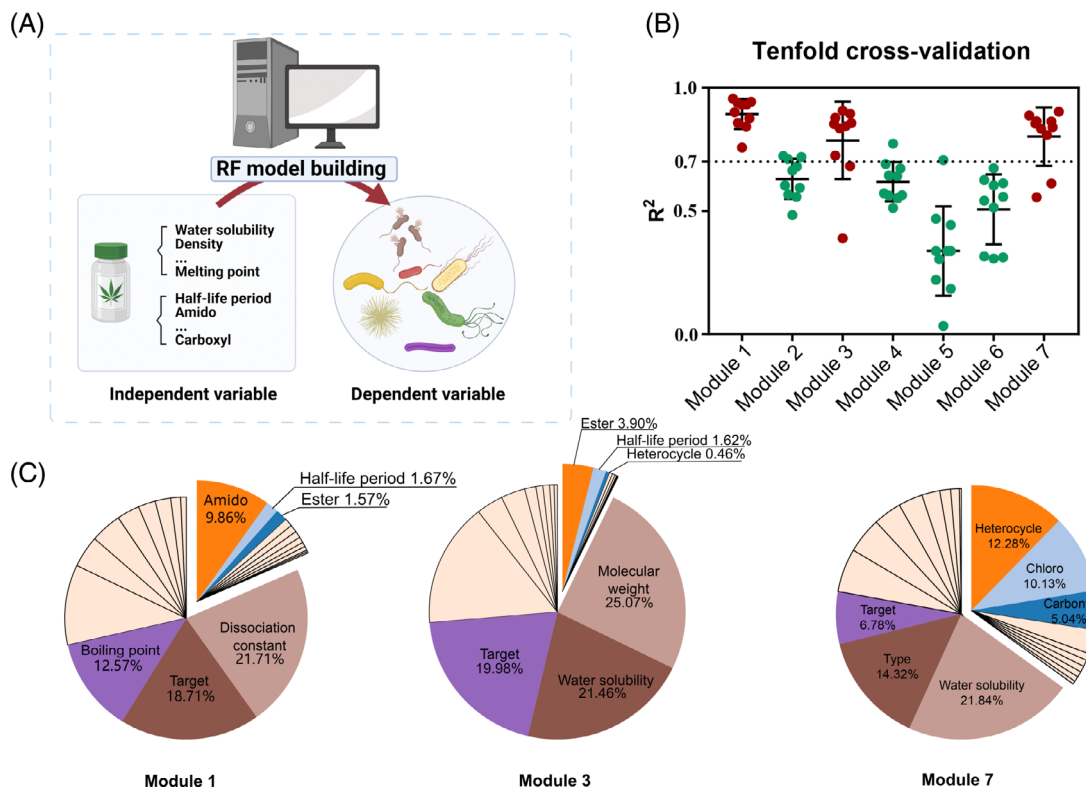 (A)
RF model building
Water solubility
Density
...
Melting point
Half-life period
Amido
...
Carboxyl
Independent variable
Dependent variable
(B)
Tenfold cross-validation
R²
1.0
0.7
0.5
0.0
Module 1
Module 2
Module 3
Module 4
Module 5
Module 6
Module 7
(C)
Amido
9.86%
Half-life period 1.67%
Ester 1.57%
Dissociation
constant
21.71%
Target
18.71%
Boiling point
12.57%
Module 1
Ester 3.90%
Half-life period 1.62%
Heterocycle 0.46%
Molecular
weight
25.07%
Water solubility
21.46%
Target
19.98%
Module 3
Heterocycle
12.28%
Chloro
10.13%
5.04%
Water solubility
21.84%
Type
14.32%
Target
6.78%
Module 7